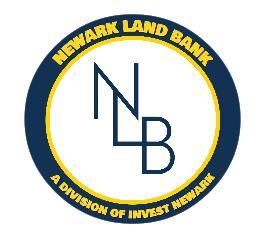 NEWARK LAND BANK
NLB
A DIVISION OF INVEST NEWARK